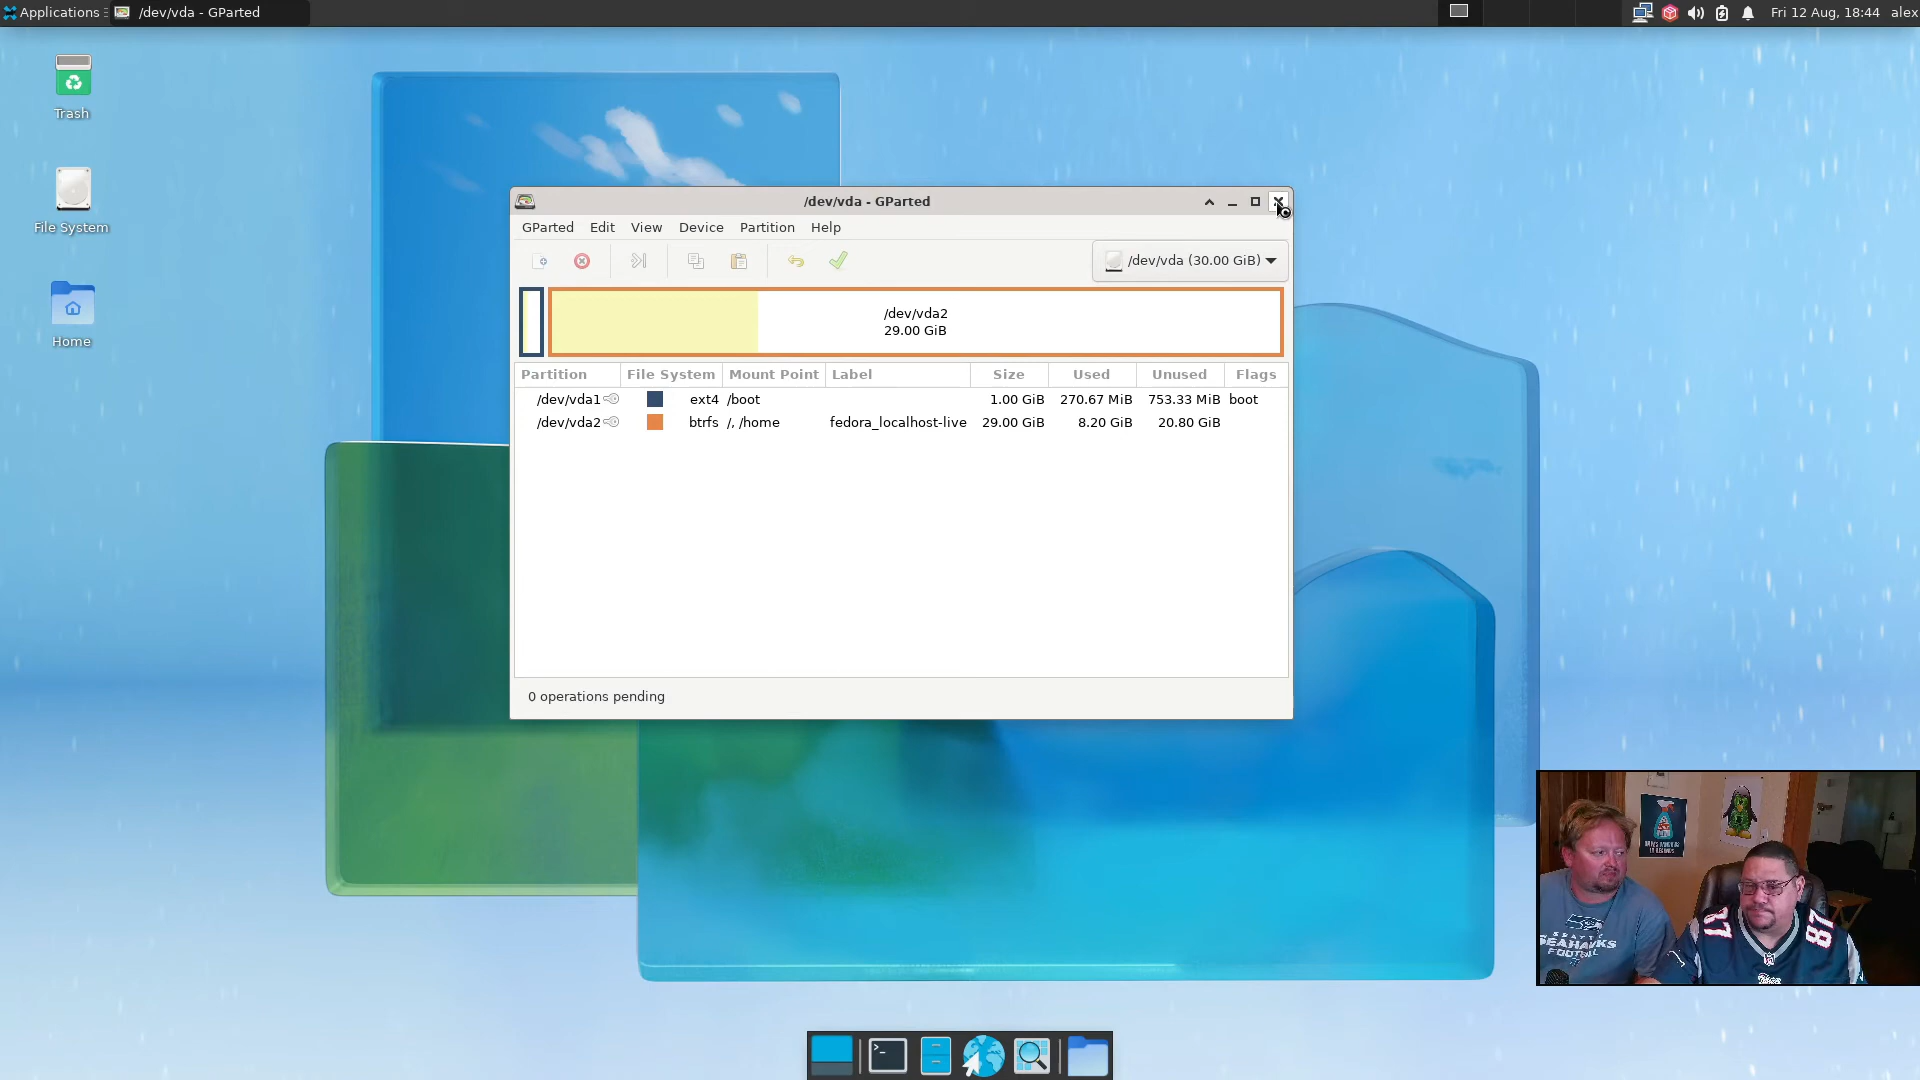 Applications
/dev/vda - GParted
Fri 12 Aug, 18:44
alex
Trash
File System
Home
/dev/vda - GParted
GParted Edit View Device Partition Help
/dev/vda (30.00 GiB)
/dev/vda2
29.00 GiB
Partition File System Mount Point Label Size Used Unused Flags
/dev/vda1 ext4 /boot 1.00 GiB 270.67 MiB 753.33 MiB boot
/dev/vda2 btrfs /, /home fedora_localhost-live 29.00 GiB 8.20 GiB 20.80 GiB
0 operations pending
SEATTLE
SEAHAWKS
FOOTBALL
87